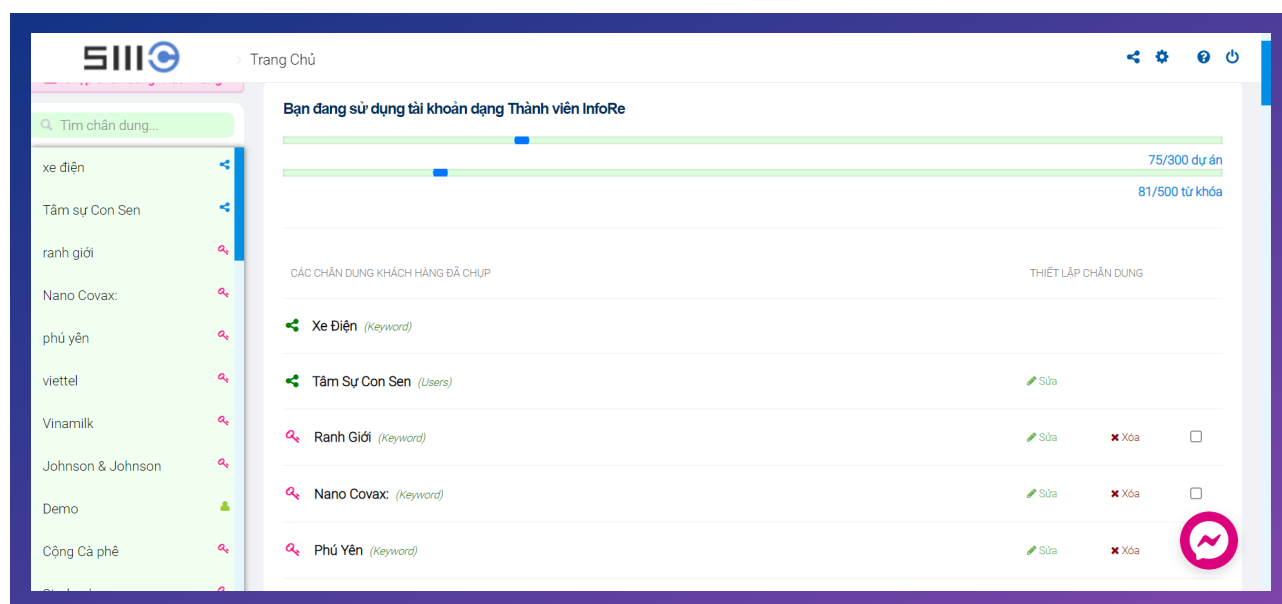 SMCC
Trang Chủ
Tìm chân dung...
xe điện
Tâm sự Con Sen
ranh giới
Nano Covax:
phú yên
viettel
Vinamilk
Johnson & Johnson
Demo
Cộng Cà phê
Bạn đang sử dụng tài khoản dạng Thành viên InfoRe
75/300 dự án
81/500 từ khóa
CÁC CHÂN DUNG KHÁCH HÀNG ĐÃ CHỤP THIẾT LẬP CHÂN DUNG
Xe Điện (Keyword)
Tâm Sự Con Sen (Users) Sửa
Ranh Giới (Keyword) Sửa Xóa
Nano Covax: (Keyword) Sửa Xóa
Phú Yên (Keyword) Sửa Xóa